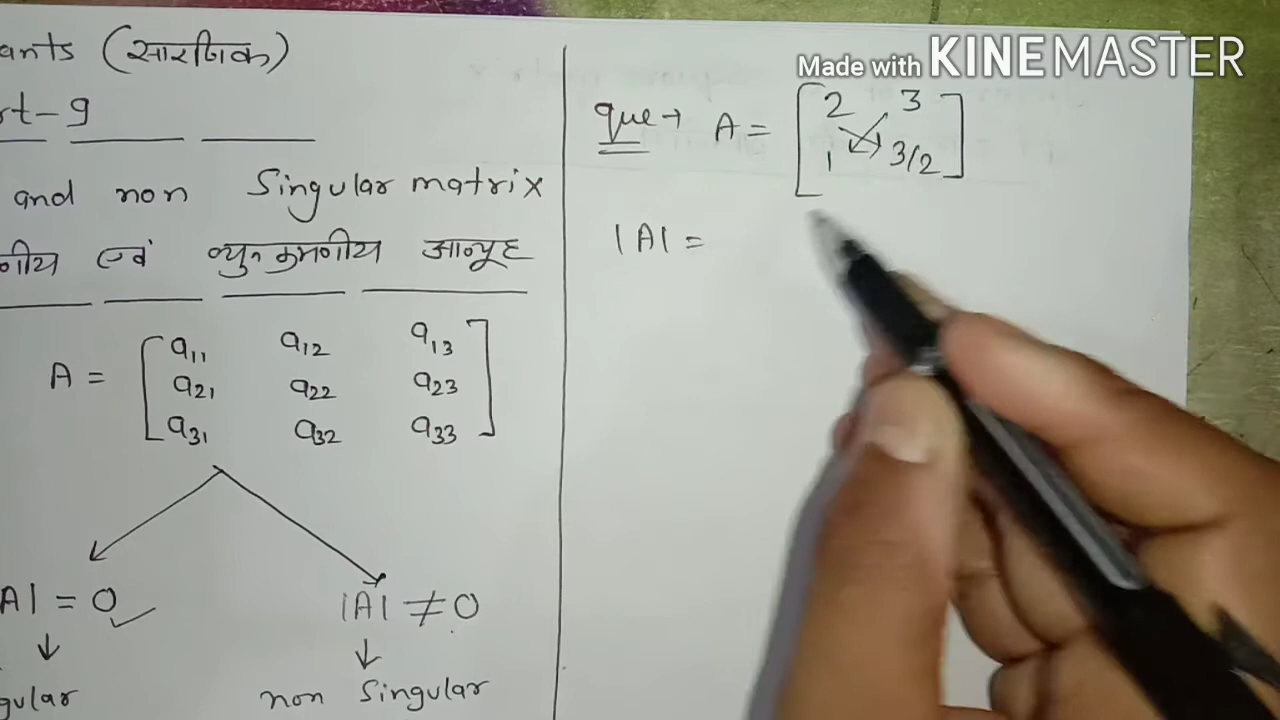 Made with KINEMASTER
ants (सारणिक)
rt-9
and non Singular matrix
णीय एवं व्युत्क्रमणीय आव्यूह
A = [ a11 a12 a13
a21 a22 a23
a31 a32 a33 ]
A| = 0 |A| ≠ 0
↓ ↓
gular non Singular
que → A = [ 2 3
1 3/2 ]
|A| =